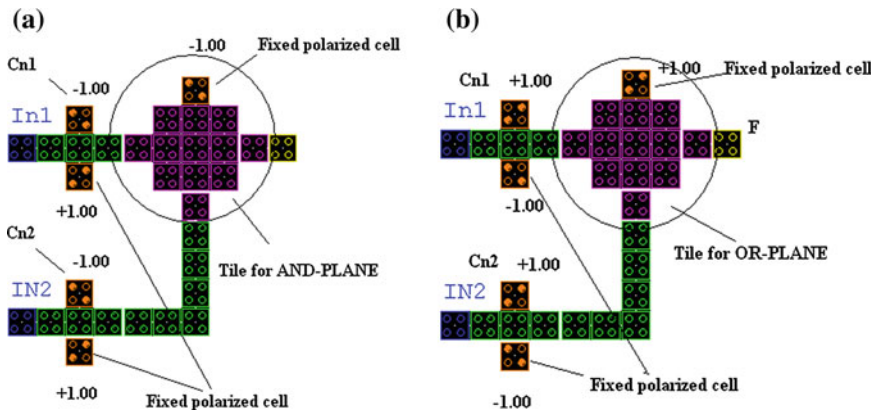 (a)
-1.00
Fixed polarized cell
Cn1
-1.00
In1
+1.00
Cn2
-1.00
Tile for AND-PLANE
IN2
+1.00
Fixed polarized cell
(b)
+1.00
Cn1
+1.00
Fixed polarized cell
In1
F
-1.00
Cn2
+1.00
Tile for OR-PLANE
IN2
Fixed polarized cell
-1.00